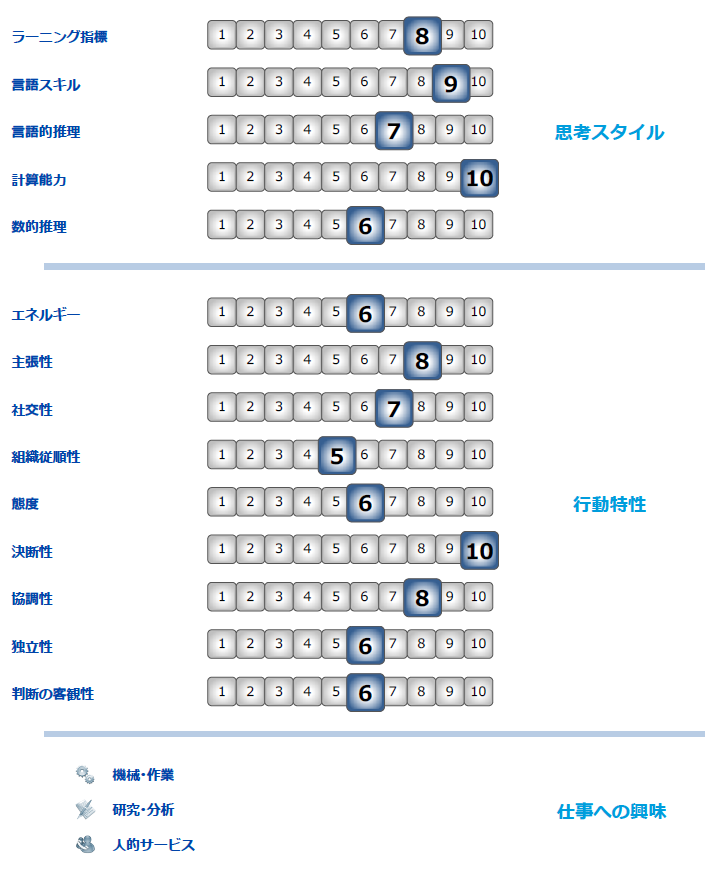 ラーニング指標 1 2 3 4 5 6 7 8 9 10
言語スキル 1 2 3 4 5 6 7 8 9 10
言語的推理 1 2 3 4 5 6 7 8 9 10 思考スタイル
計算能力 1 2 3 4 5 6 7 8 9 10
数的推理 1 2 3 4 5 6 7 8 9 10
エネルギー 1 2 3 4 5 6 7 8 9 10
主張性 1 2 3 4 5 6 7 8 9 10
社交性 1 2 3 4 5 6 7 8 9 10
組織従順性 1 2 3 4 5 6 7 8 9 10
態度 1 2 3 4 5 6 7 8 9 10 行動特性
決断性 1 2 3 4 5 6 7 8 9 10
協調性 1 2 3 4 5 6 7 8 9 10
独立性 1 2 3 4 5 6 7 8 9 10
判断の客観性 1 2 3 4 5 6 7 8 9 10
機械・作業
研究・分析 仕事への興味
人的サービス